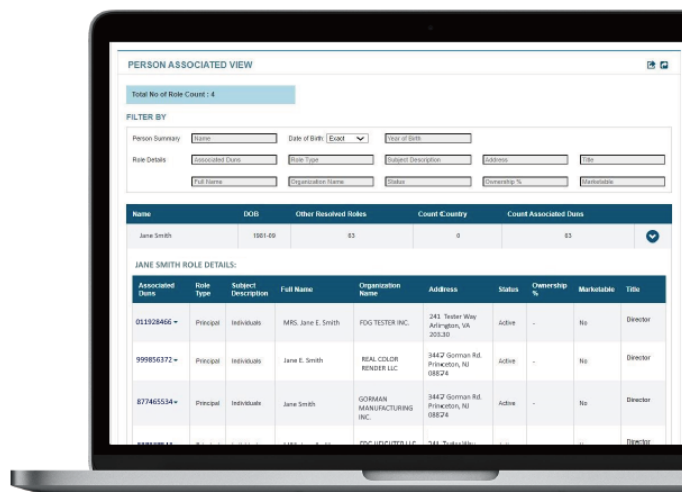 PERSON ASSOCIATED VIEW
Total No of Role Count : 4
FILTER BY
Person Summary Name Date of Birth: Exact Year of Birth
Role Details Associated Duns Role Type Subject Description Address Title
Full Name Organization Name Status Ownership % Marketable
Name DOB Other Resolved Roles Count Country Count Associated Duns
Jane Smith 1981-09 63 0 63
JANE SMITH ROLE DETAILS:
Associated Duns Role Type Subject Description Full Name Organization Name Address Status Ownership % Marketable Title
011928466 Principal Individuals MRS. Jane E. Smith FDG TESTER INC. 241 Tester Way Arlington, VA 20330 Active - No Director
999856372 Principal Individuals Jane E. Smith REAL COLOR RENDER LLC 3447 Gorman Rd. Princeton, NJ 08824 Active - No Director
877465534 Principal Individuals Jane Smith GORMAN MANUFACTURING INC. 3447 Gorman Rd. Princeton, NJ 08824 Active - No Director
Director